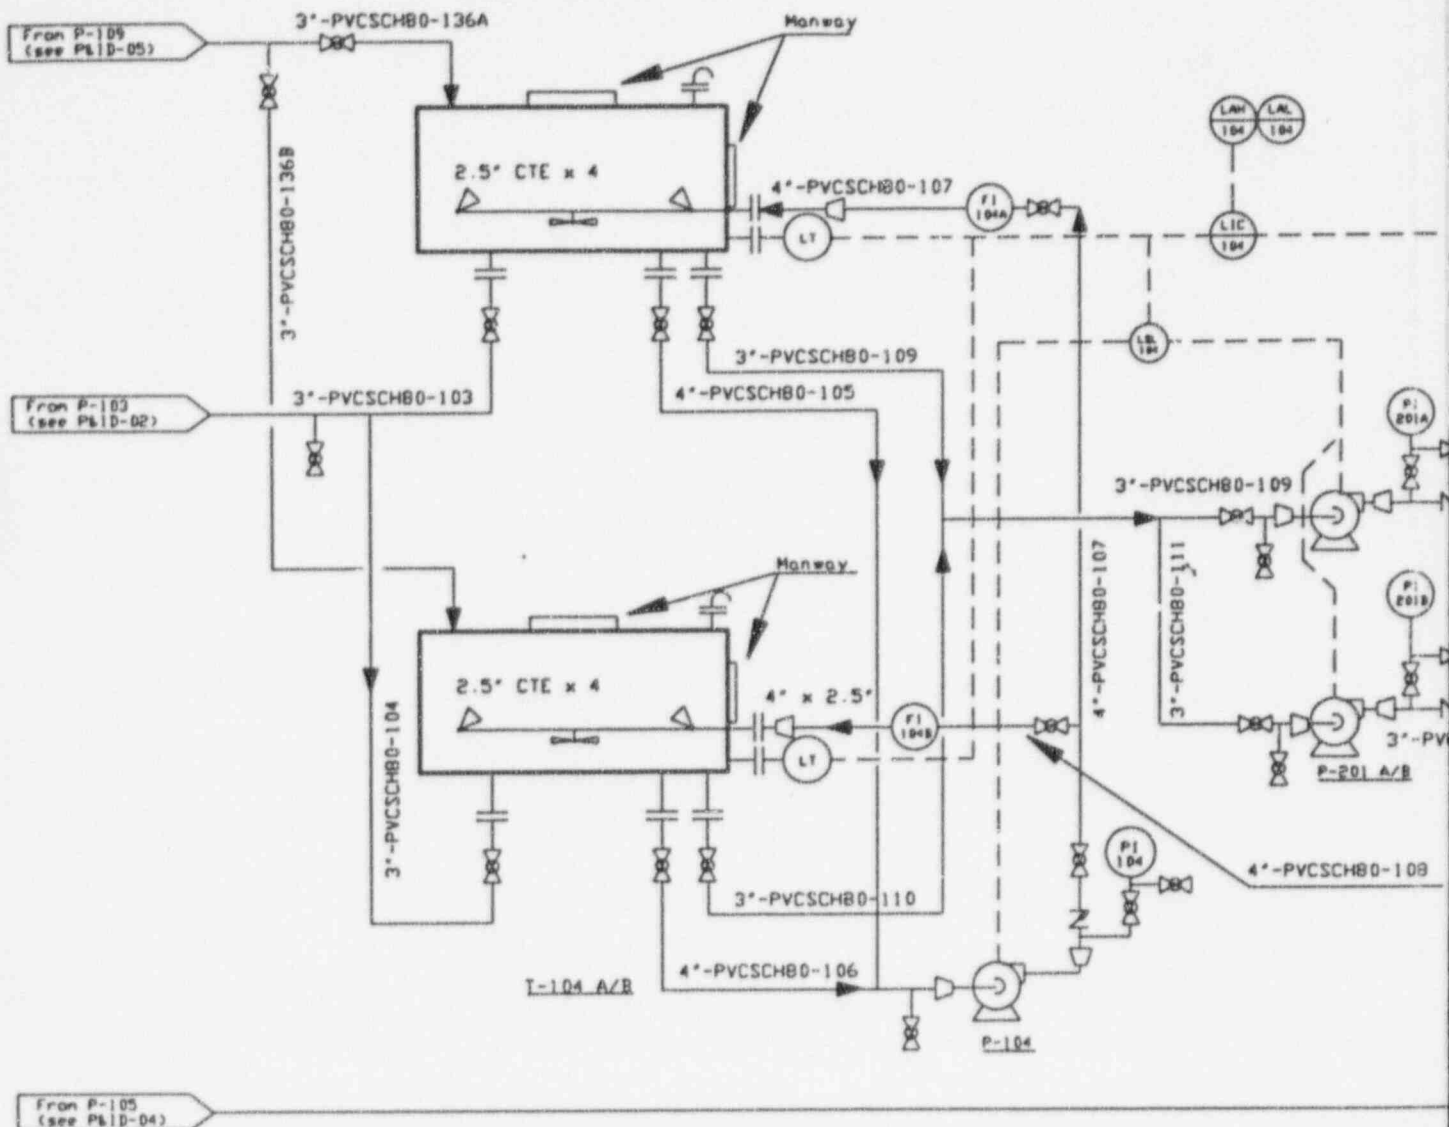 From P-109
(see P&ID-05)
3"-PVCSCH80-136A
Manway
3"-PVCSCH80-136B
2.5" CTE x 4
4"-PVCSCH80-107
FI
104A
LT
LAH
104
LAL
104
LIC
104
LSL
104
3"-PVCSCH80-109
4"-PVCSCH80-105
From P-103
(see P&ID-02)
3"-PVCSCH80-103
PI
201A
3"-PVCSCH80-109
4"-PVCSCH80-107
3"-PVCSCH80-111
Manway
PI
201B
2.5" CTE x 4
4" x 2.5"
FI
104B
LT
3"-PVCSCH80-104
3"-PV
P-201 A/B
PI
104
4"-PVCSCH80-108
3"-PVCSCH80-110
4"-PVCSCH80-106
T-104 A/B
P-104
From P-105
(see P&ID-04)